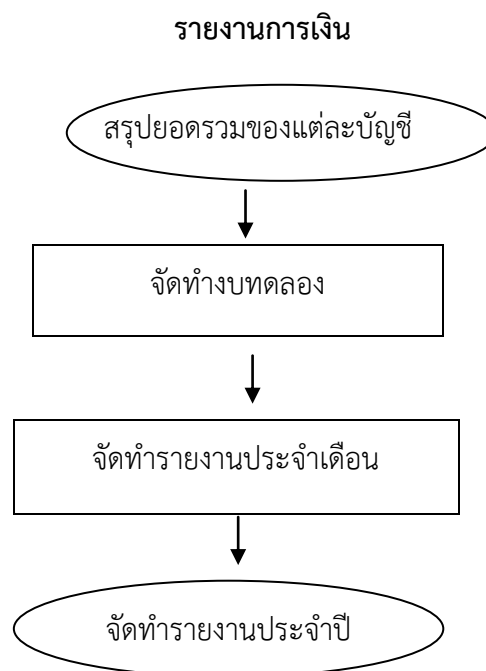 รายงานการเงิน
สรุปยอดรวมของแต่ละบัญชี
จัดทำงบทดลอง
จัดทำรายงานประจำเดือน
จัดทำรายงานประจำปี